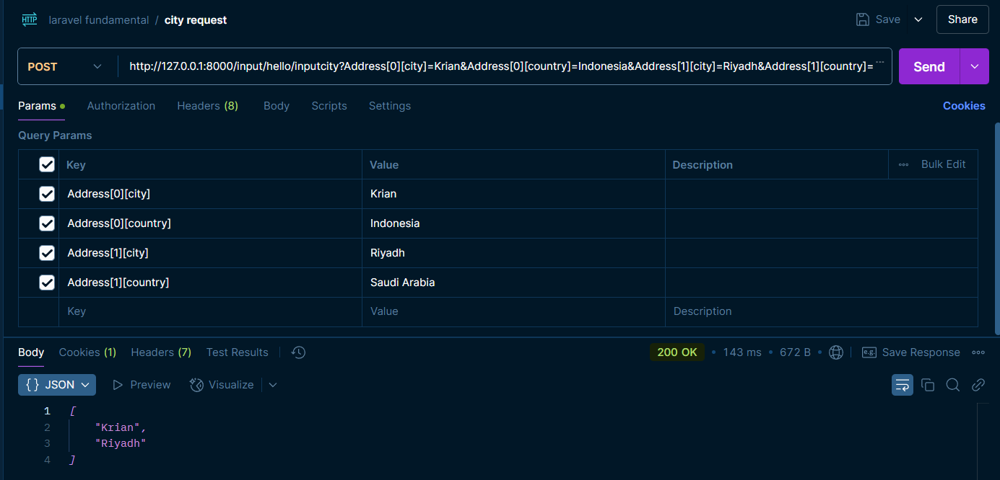 HTTP laravel fundamental / city request Save Share
POST http://127.0.0.1:8000/input/hello/inputcity?Address[0][city]=Krian&Address[0][country]=Indonesia&Address[1][city]=Riyadh&Address[1][country]= ... Send
Params Authorization Headers (8) Body Scripts Settings Cookies
Query Params
Key Value Description Bulk Edit
Address[0][city] Krian
Address[0][country] Indonesia
Address[1][city] Riyadh
Address[1][country] Saudi Arabia
Key Value Description
Body Cookies (1) Headers (7) Test Results 200 OK • 143 ms • 672 B • e.g. Save Response
{} JSON Preview Visualize
1 [
2 "Krian",
3 "Riyadh"
4 ]